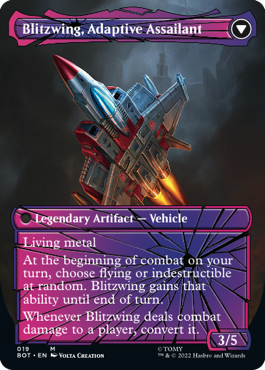 Blitzwing, Adaptive Assailant
Legendary Artifact — Vehicle
Living metal
At the beginning of combat on your
turn, choose flying or indestructible
at random. Blitzwing gains that
ability until end of turn.
Whenever Blitzwing deals combat
damage to a player, convert it.
3/5
019 M
BOT • EN VOLTA CREATION
© TOMY
™ & © 2022 Hasbro and Wizards